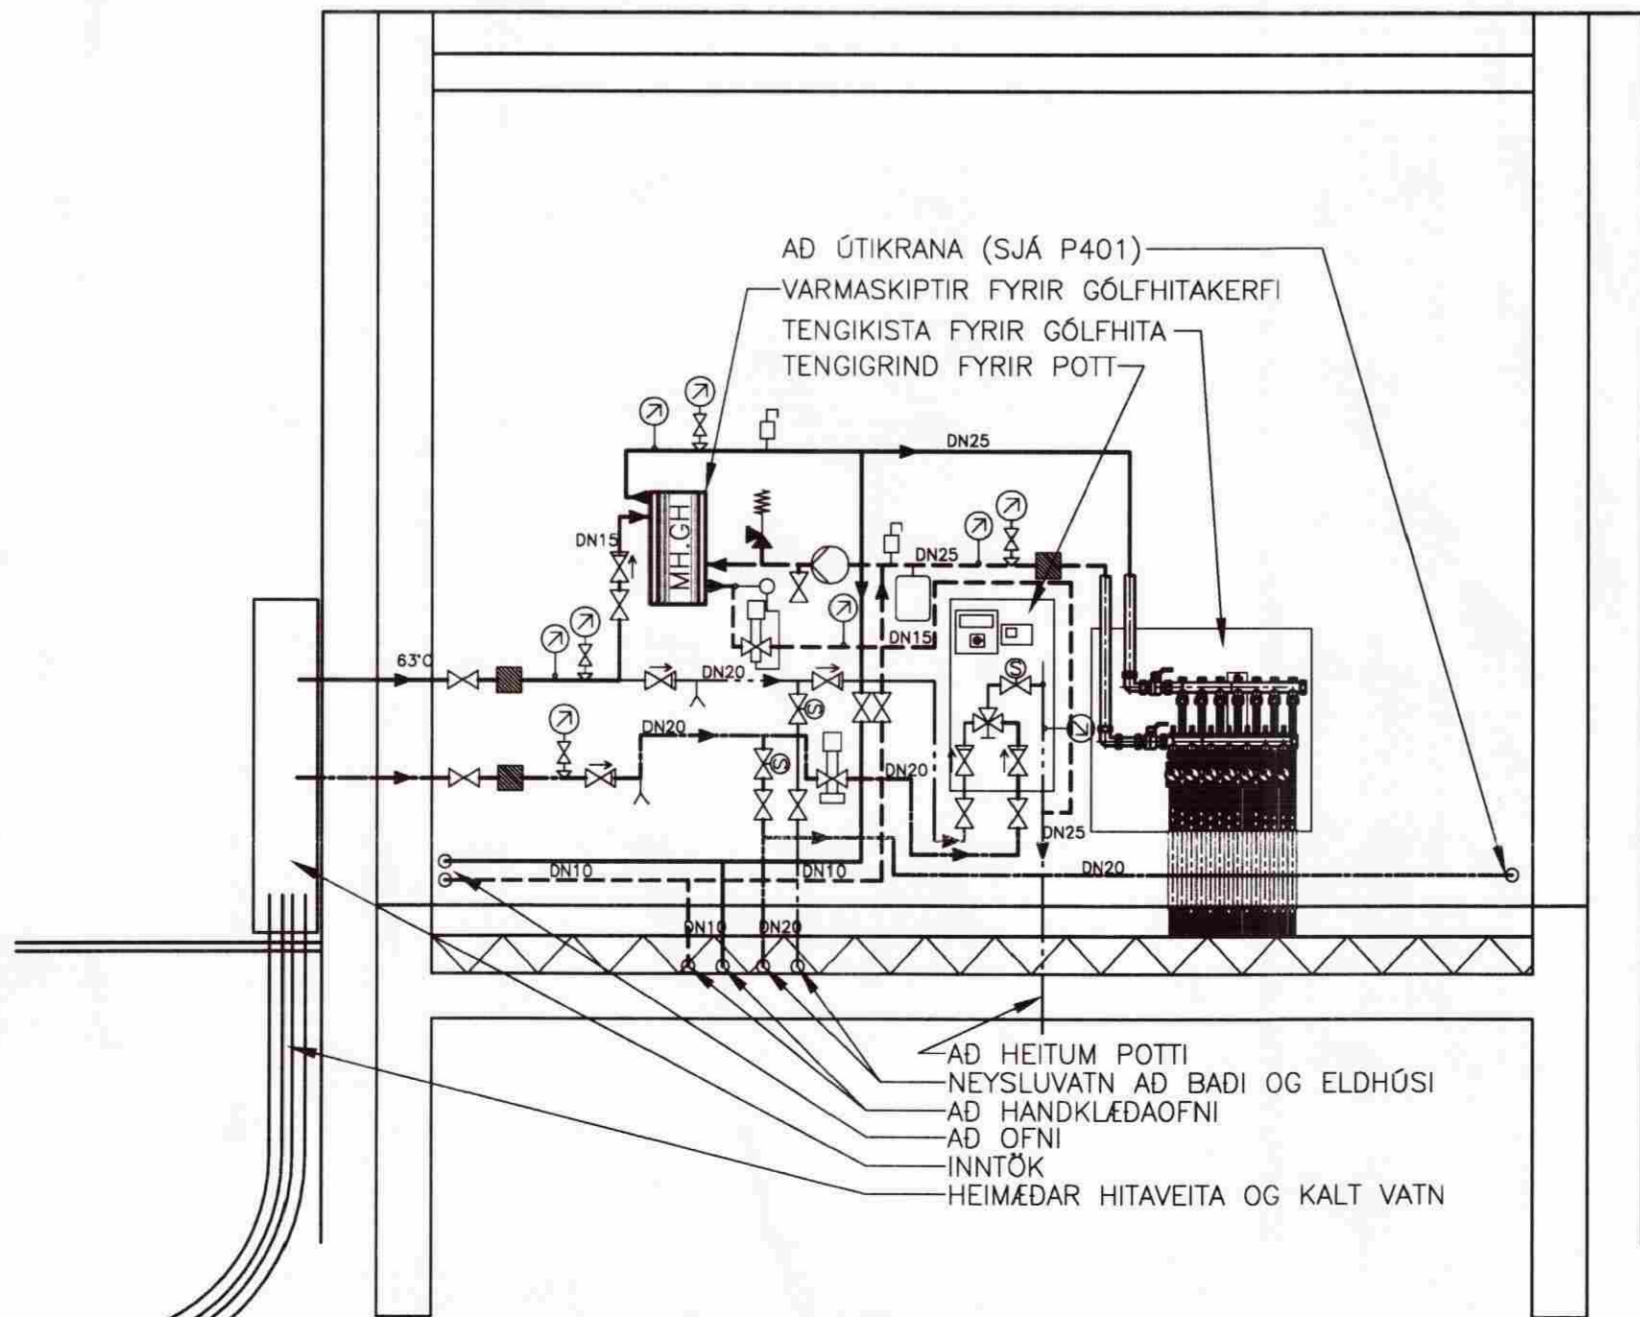 AÐ ÚTIKRANA (SJÁ P401)
VARMASKIPTIR FYRIR GÓLFHITAKERFI
TENGIKISTA FYRIR GÓLFHITA
TENGIGRIND FYRIR POTT
DN25
MH.GH
DN15
DN25
DN15
63°C
DN20
S
S
DN20
S
DN20
DN25
DN10
DN10
DN20
DN10
DN20
AÐ HEITUM POTTI
NEYSLUVATN AÐ BAÐI OG ELDHÚSI
AÐ HANDKLÆÐAOFNI
AÐ OFNI
INNTÖK
HEIMÆÐAR HITAVEITA OG KALT VATN